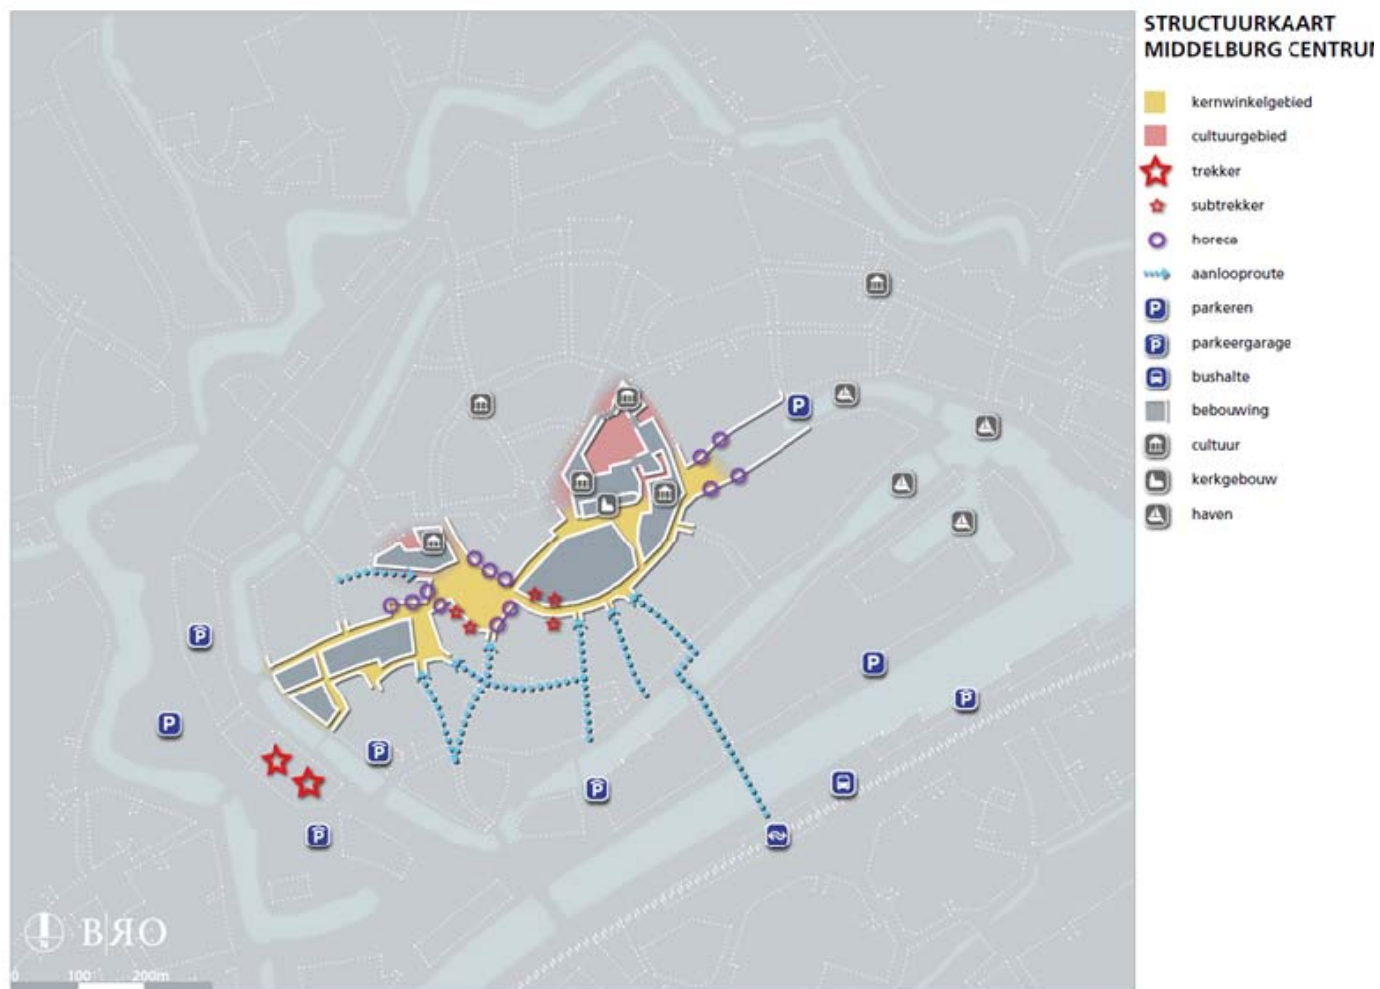 STRUCTUURKAART
MIDDELBURG CENTRUM
kernwinkelgebied
cultuurgebied
trekker
subtrekker
horeca
aanlooproute
P parkeren
P parkeergarage
bushalte
bebouwing
cultuur
kerkgebouw
haven
P
P
P
P
P
P
P
P
N
BRO
0 100 200m